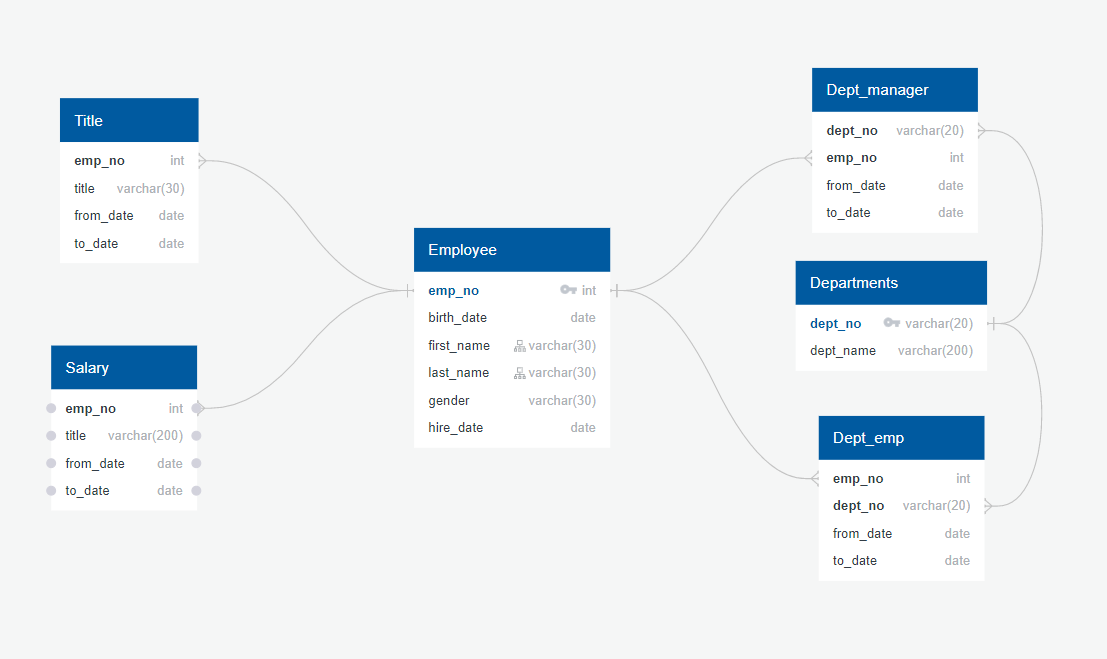 Title
emp_no int
title varchar(30)
from_date date
to_date date
Salary
emp_no int
title varchar(200)
from_date date
to_date date
Employee
emp_no int
birth_date date
first_name varchar(30)
last_name varchar(30)
gender varchar(30)
hire_date date
Dept_manager
dept_no varchar(20)
emp_no int
from_date date
to_date date
Departments
dept_no varchar(20)
dept_name varchar(200)
Dept_emp
emp_no int
dept_no varchar(20)
from_date date
to_date date